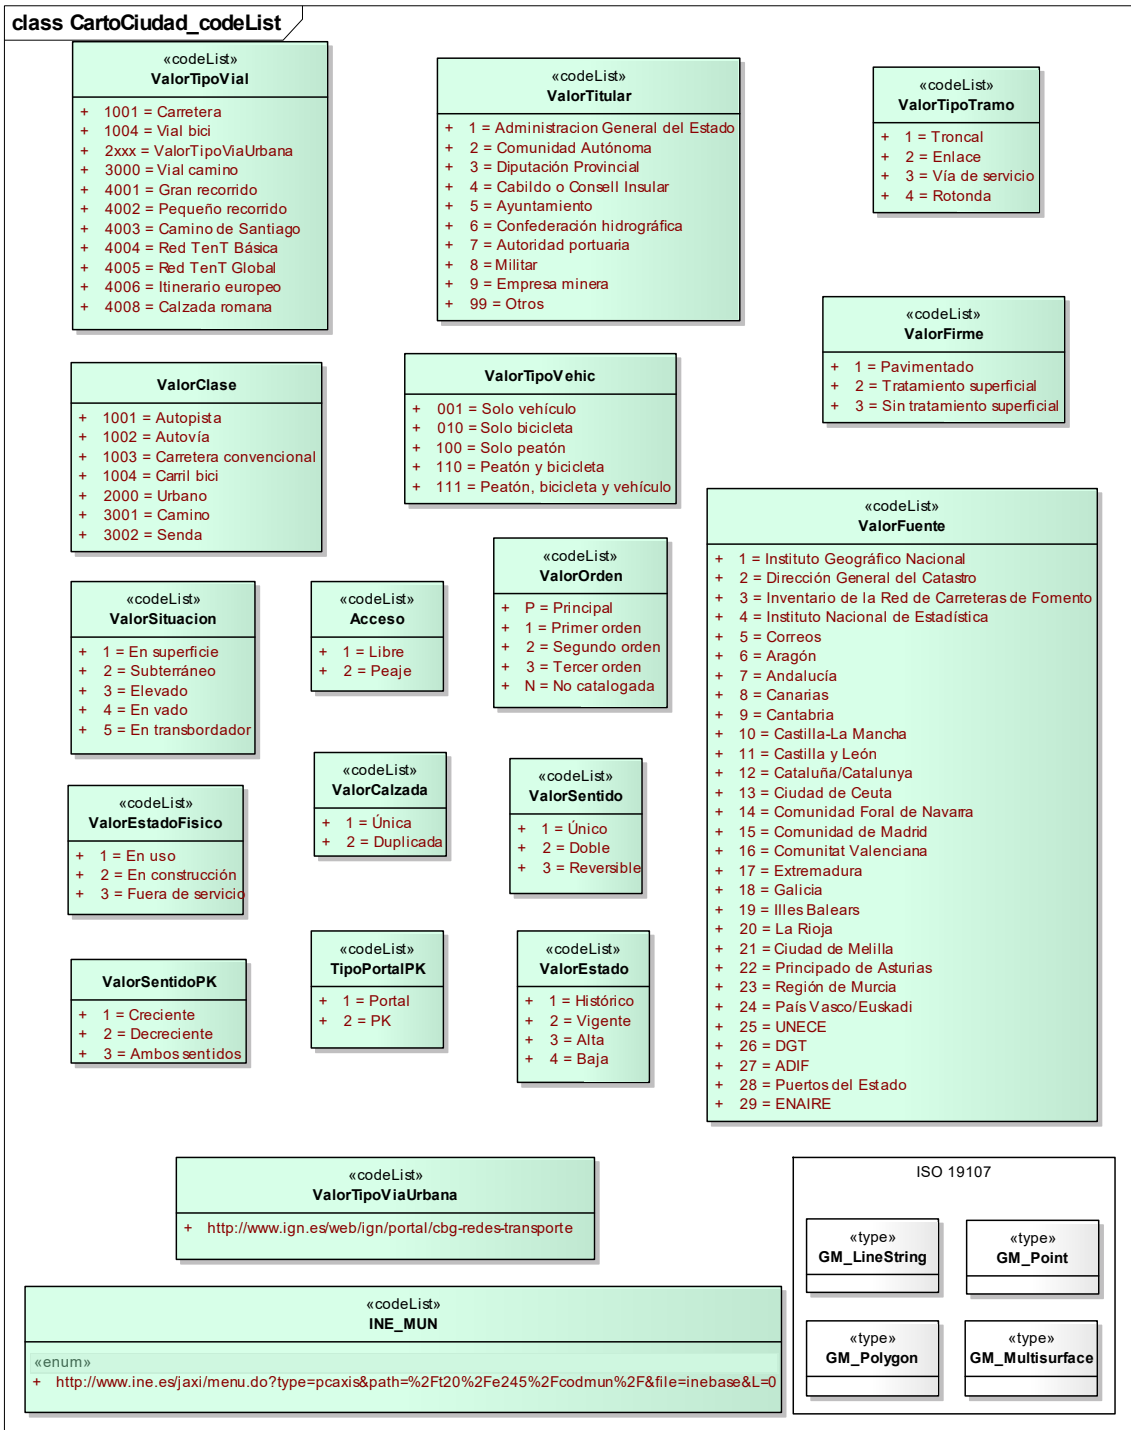 class CartoCiudad_codeList
«codeList»
ValorTipoVial
+ 1001 = Carretera
+ 1004 = Vial bici
+ 2xxx = ValorTipoViaUrbana
+ 3000 = Vial camino
+ 4001 = Gran recorrido
+ 4002 = Pequeño recorrido
+ 4003 = Camino de Santiago
+ 4004 = Red TenT Básica
+ 4005 = Red TenT Global
+ 4006 = Itinerario europeo
+ 4008 = Calzada romana
«codeList»
ValorTitular
+ 1 = Administracion General del Estado
+ 2 = Comunidad Autónoma
+ 3 = Diputación Provincial
+ 4 = Cabildo o Consell Insular
+ 5 = Ayuntamiento
+ 6 = Confederación hidrográfica
+ 7 = Autoridad portuaria
+ 8 = Militar
+ 9 = Empresa minera
+ 99 = Otros
«codeList»
ValorTipoTramo
+ 1 = Troncal
+ 2 = Enlace
+ 3 = Vía de servicio
+ 4 = Rotonda
«codeList»
ValorFirme
+ 1 = Pavimentado
+ 2 = Tratamiento superficial
+ 3 = Sin tratamiento superficial
ValorClase
+ 1001 = Autopista
+ 1002 = Autovía
+ 1003 = Carretera convencional
+ 1004 = Carril bici
+ 2000 = Urbano
+ 3001 = Camino
+ 3002 = Senda
ValorTipoVehic
+ 001 = Solo vehículo
+ 010 = Solo bicicleta
+ 100 = Solo peatón
+ 110 = Peatón y bicicleta
+ 111 = Peatón, bicicleta y vehículo
«codeList»
ValorFuente
+ 1 = Instituto Geográfico Nacional
+ 2 = Dirección General del Catastro
+ 3 = Inventario de la Red de Carreteras de Fomento
+ 4 = Instituto Nacional de Estadística
+ 5 = Correos
+ 6 = Aragón
+ 7 = Andalucía
+ 8 = Canarias
+ 9 = Cantabria
+ 10 = Castilla-La Mancha
+ 11 = Castilla y León
+ 12 = Cataluña/Catalunya
+ 13 = Ciudad de Ceuta
+ 14 = Comunidad Foral de Navarra
+ 15 = Comunidad de Madrid
+ 16 = Comunitat Valenciana
+ 17 = Extremadura
+ 18 = Galicia
+ 19 = Illes Balears
+ 20 = La Rioja
+ 21 = Ciudad de Melilla
+ 22 = Principado de Asturias
+ 23 = Región de Murcia
+ 24 = País Vasco/Euskadi
+ 25 = UNECE
+ 26 = DGT
+ 27 = ADIF
+ 28 = Puertos del Estado
+ 29 = ENAIRE
«codeList»
ValorSituacion
+ 1 = En superficie
+ 2 = Subterráneo
+ 3 = Elevado
+ 4 = En vado
+ 5 = En transbordador
«codeList»
Acceso
+ 1 = Libre
+ 2 = Peaje
«codeList»
ValorOrden
+ P = Principal
+ 1 = Primer orden
+ 2 = Segundo orden
+ 3 = Tercer orden
+ N = No catalogada
«codeList»
ValorEstadoFisico
+ 1 = En uso
+ 2 = En construcción
+ 3 = Fuera de servicio
«codeList»
ValorCalzada
+ 1 = Única
+ 2 = Duplicada
«codeList»
ValorSentido
+ 1 = Único
+ 2 = Doble
+ 3 = Reversible
ValorSentidoPK
+ 1 = Creciente
+ 2 = Decreciente
+ 3 = Ambos sentidos
«codeList»
TipoPortalPK
+ 1 = Portal
+ 2 = PK
«codeList»
ValorEstado
+ 1 = Histórico
+ 2 = Vigente
+ 3 = Alta
+ 4 = Baja
«codeList»
ValorTipoViaUrbana
+ http://www.ign.es/web/ign/portal/cbg-redes-transporte
«codeList»
INE_MUN
«enum»
+ http://www.ine.es/jaxi/menu.do?type=pcaxis&path=%2Ft20%2Fe245%2Fcodmun%2F&file=inebase&L=0
ISO 19107
«type»
GM_LineString
«type»
GM_Point
«type»
GM_Polygon
«type»
GM_Multisurface